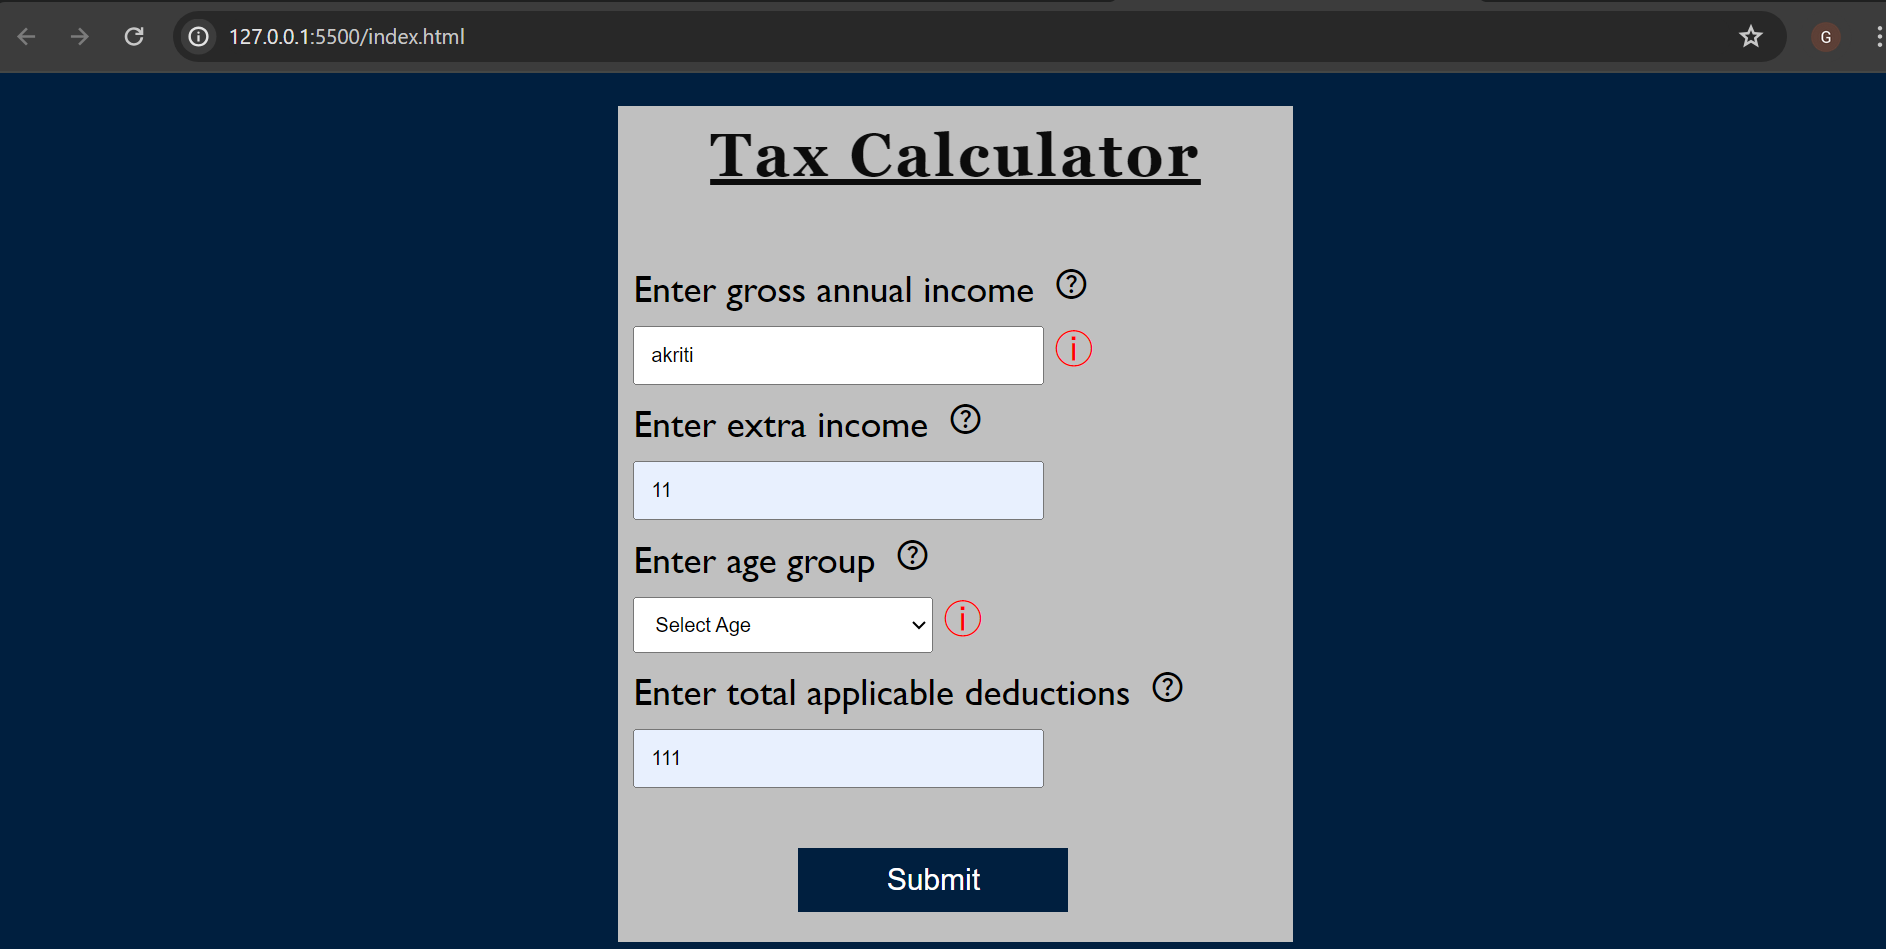 127.0.0.1:5500/index.html
G
Tax Calculator
Enter gross annual income ?
akriti i
Enter extra income ?
11
Enter age group ?
Select Age i
Enter total applicable deductions ?
111
Submit